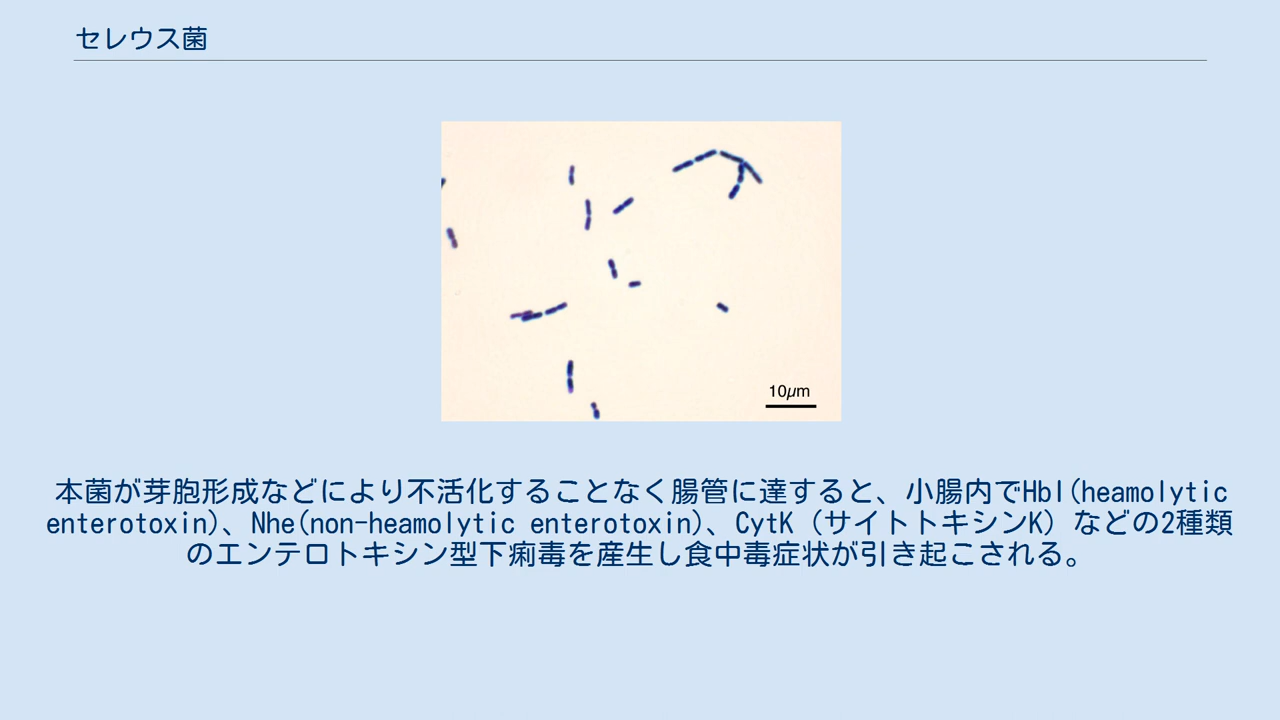 セレウス菌
10µm
本菌が芽胞形成などにより不活化することなく腸管に達すると、小腸内でHbl(heamolytic
enterotoxin)、Nhe(non-heamolytic enterotoxin)、CytK（サイトトキシンK）などの2種類
のエンテロトキシン型下痢毒を産生し食中毒症状が引き起こされる。